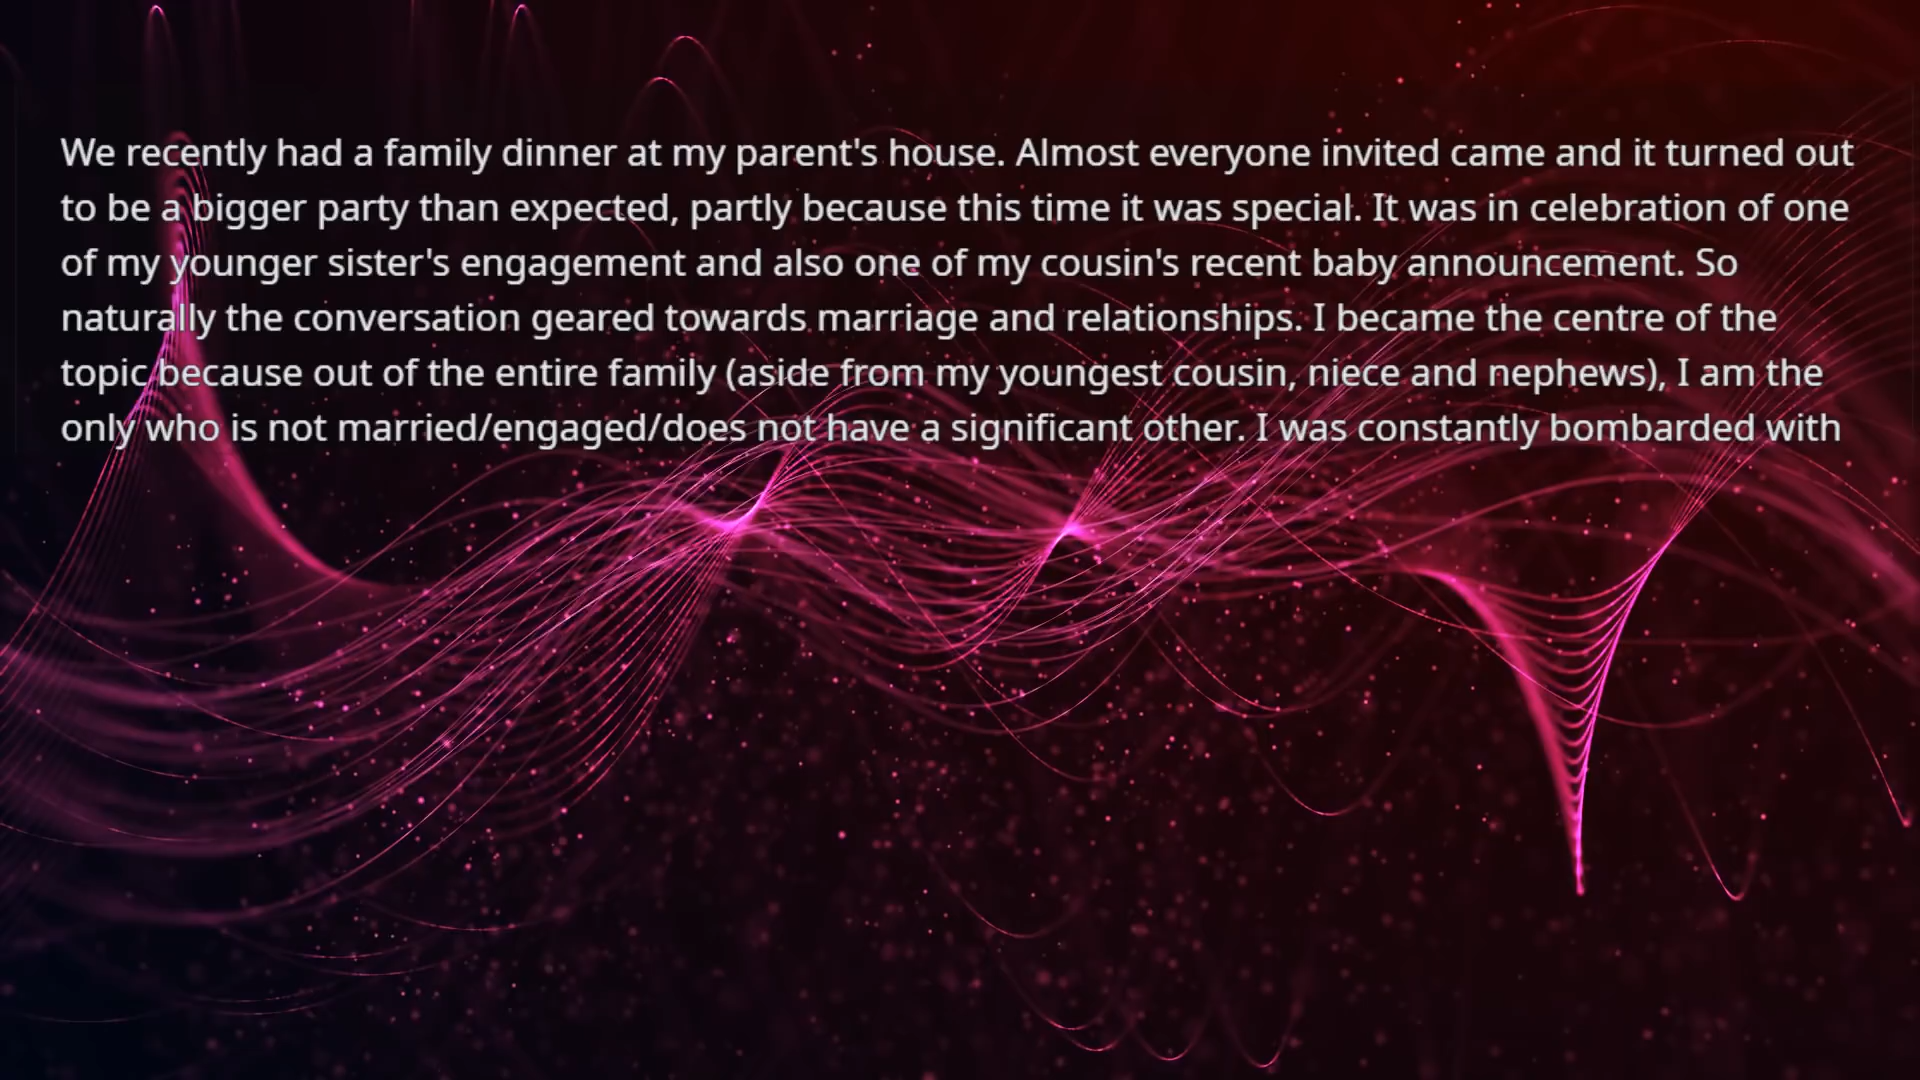 We recently had a family dinner at my parent's house. Almost everyone invited came and it turned out
to be a bigger party than expected, partly because this time it was special. It was in celebration of one
of my younger sister's engagement and also one of my cousin's recent baby announcement. So
naturally the conversation geared towards marriage and relationships. I became the centre of the
topic because out of the entire family (aside from my youngest cousin, niece and nephews), I am the
only who is not married/engaged/does not have a significant other. I was constantly bombarded with